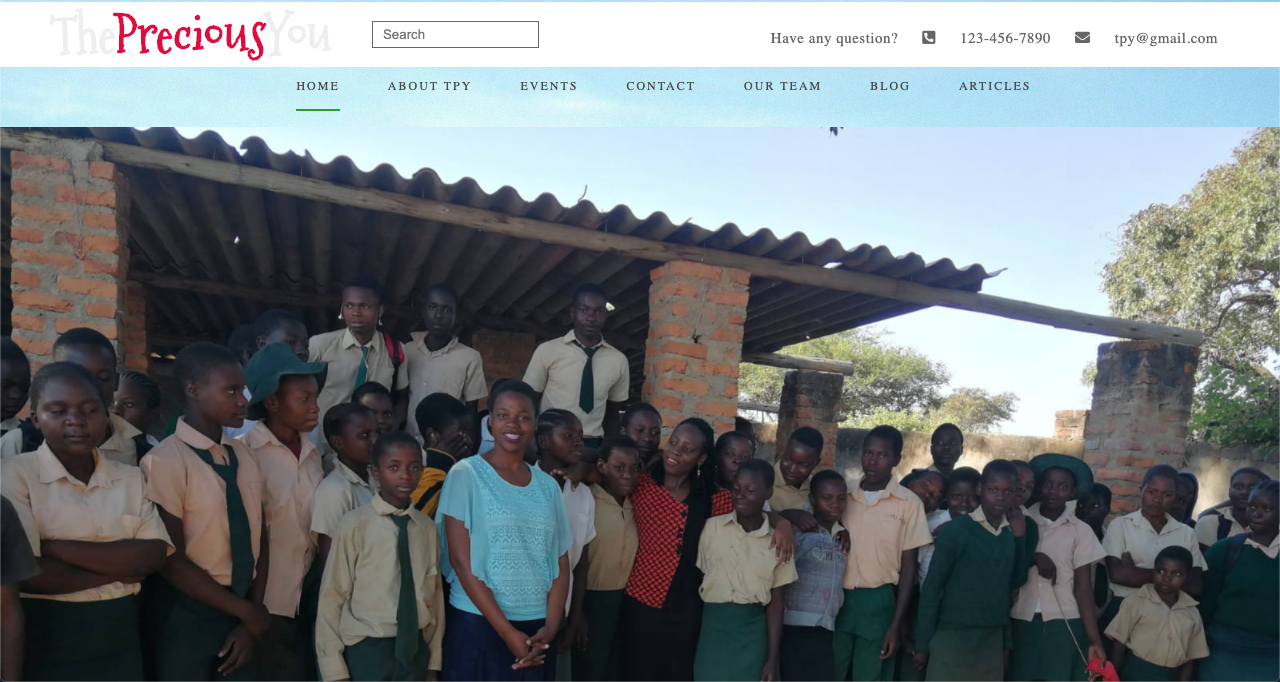 ThePreciousYou
Search
Have any question?
123-456-7890
tpy@gmail.com
HOME
ABOUT TPY
EVENTS
CONTACT
OUR TEAM
BLOG
ARTICLES